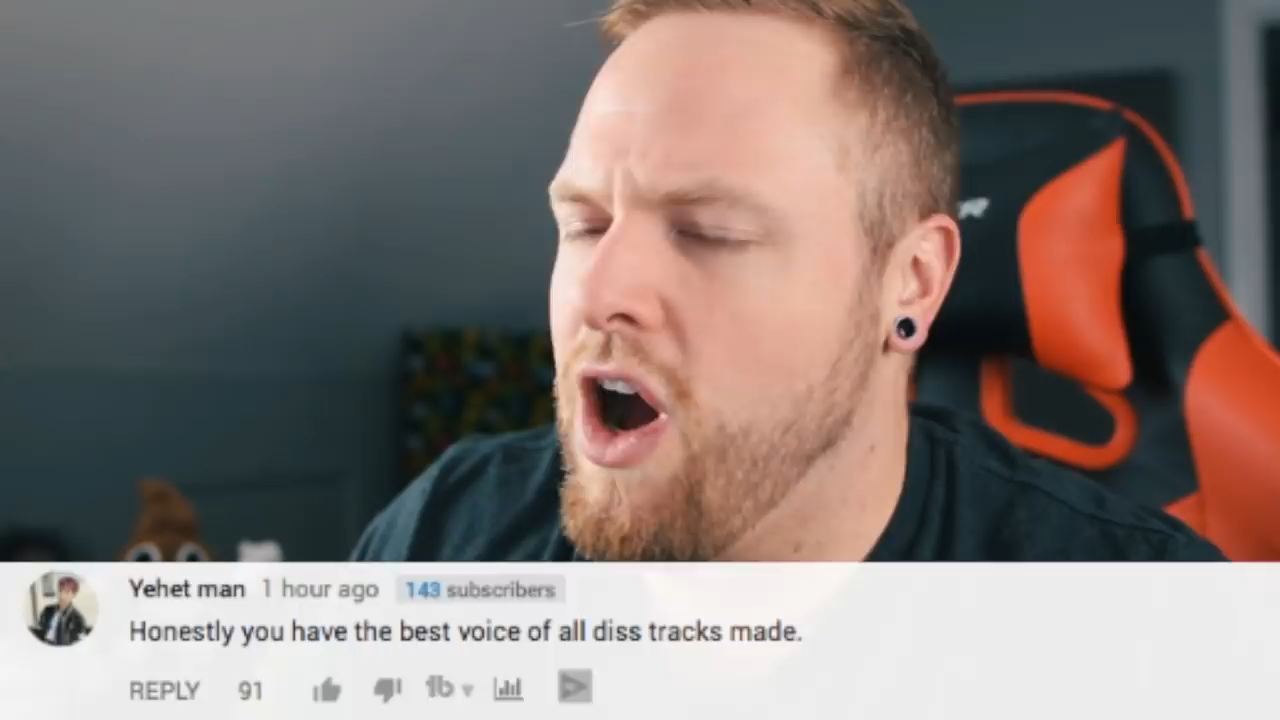 Yehet man 1 hour ago 143 subscribers
Honestly you have the best voice of all diss tracks made.
REPLY 91